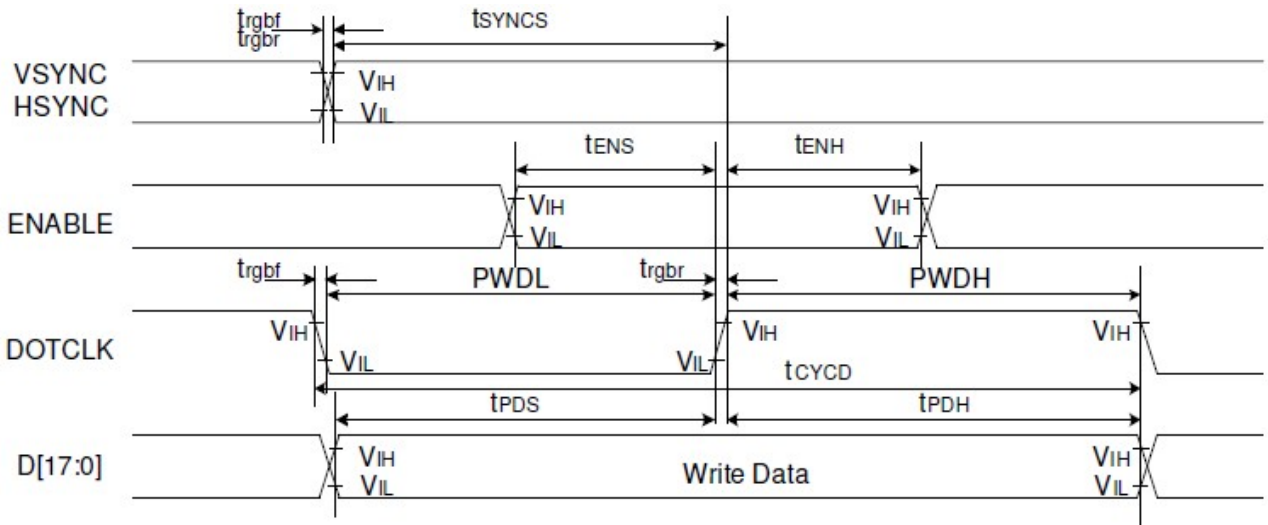 trgbf
trgbr
tSYNCS
VSYNC
HSYNC
VIH
VIL
tENS
tENH
ENABLE
VIH
VIL
VIH
VIL
trgbf
PWDL
trgbr
PWDH
DOTCLK
VIH
VIL
VIL
VIH
VIH
tCYCD
tPDS
tPDH
D[17:0]
VIH
VIL
Write Data
VIH
VIL